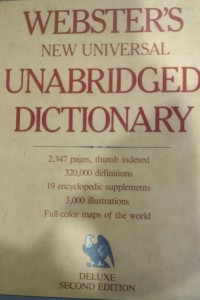 WEBSTER'S
NEW UNIVERSAL
UNABRIDGED
DICTIONARY
2,347 pages, thumb indexed
320,000 definitions
19 encyclopedic supplements
3,000 illustrations
Full-color maps of the world
DELUXE
SECOND EDITION